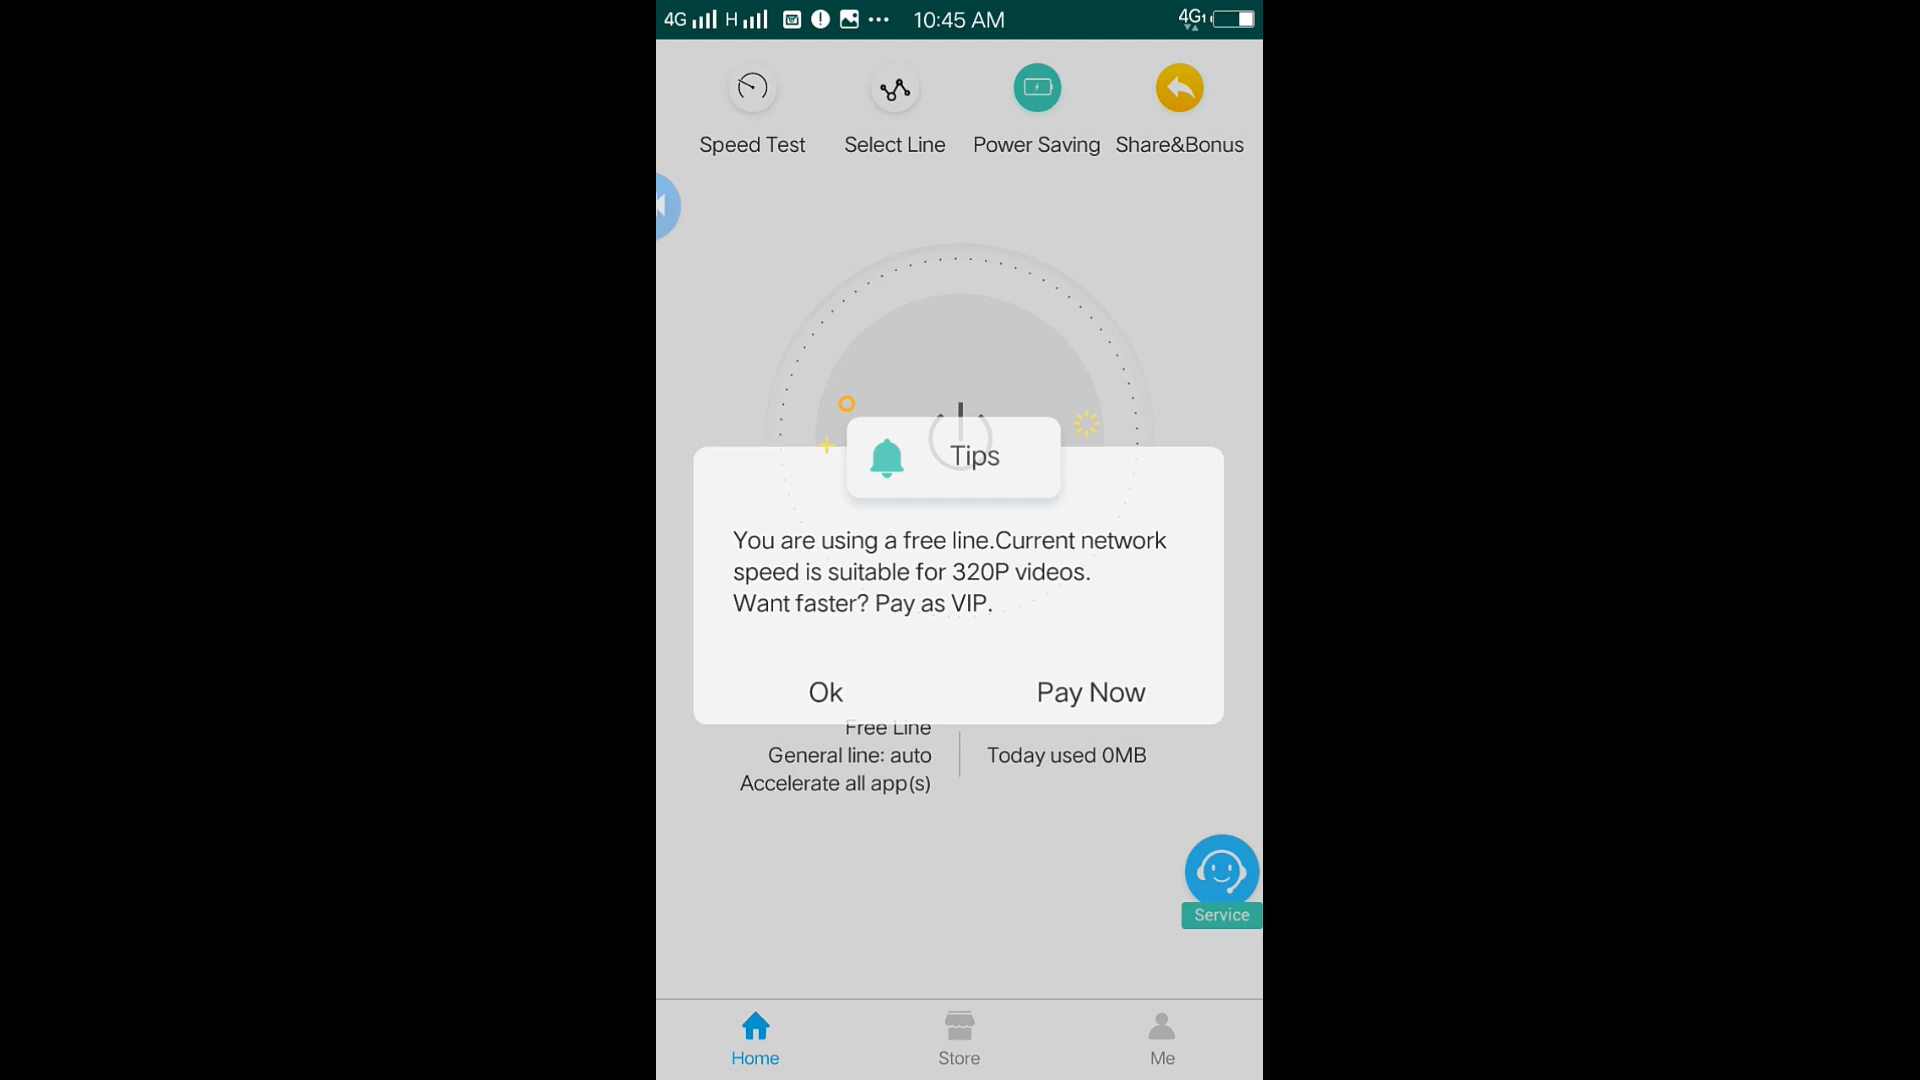 4G H 10:45 AM 4G1
Speed Test Select Line Power Saving Share&Bonus
Tips
You are using a free line.Current network
speed is suitable for 320P videos.
Want faster? Pay as VIP.
Ok Pay Now
Free Line
General line: auto
Accelerate all app(s)
Today used 0MB
Service
Home Store Me